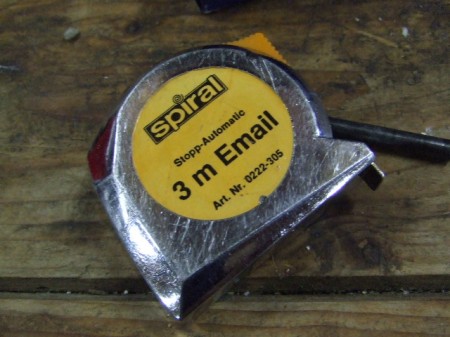 spiral
Stopp-Automatic
3 m Email
Art. Nr. 0222-305